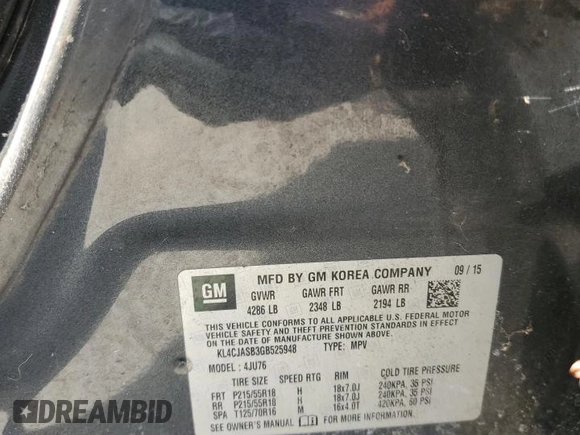 GM
MFD BY GM KOREA COMPANY 09 / 15
GVWR GAWR FRT GAWR RR
4286 LB 2348 LB 2194 LB
THIS VEHICLE CONFORMS TO ALL APPLICABLE U.S. FEDERAL MOTOR
VEHICLE SAFETY AND THEFT PREVENTION STANDARDS IN EFFECT
ON THE DATE OF MANUFACTURE SHOWN ABOVE.
KL4CJASB3GB525948 TYPE: MPV
MODEL : 4JU76
TIRE SIZE SPEED RTG RIM COLD TIRE PRESSURE
FRT P215/55R18 H 18x7.0J 240KPA, 35 PSI
RR P215/55R18 H 18x7.0J 240KPA, 35 PSI
SPA T125/70R16 M 16x4.0T 420KPA, 60 PSI
SEE OWNER'S MANUAL FOR ADDITIONAL INFORMATION
DREAMBID